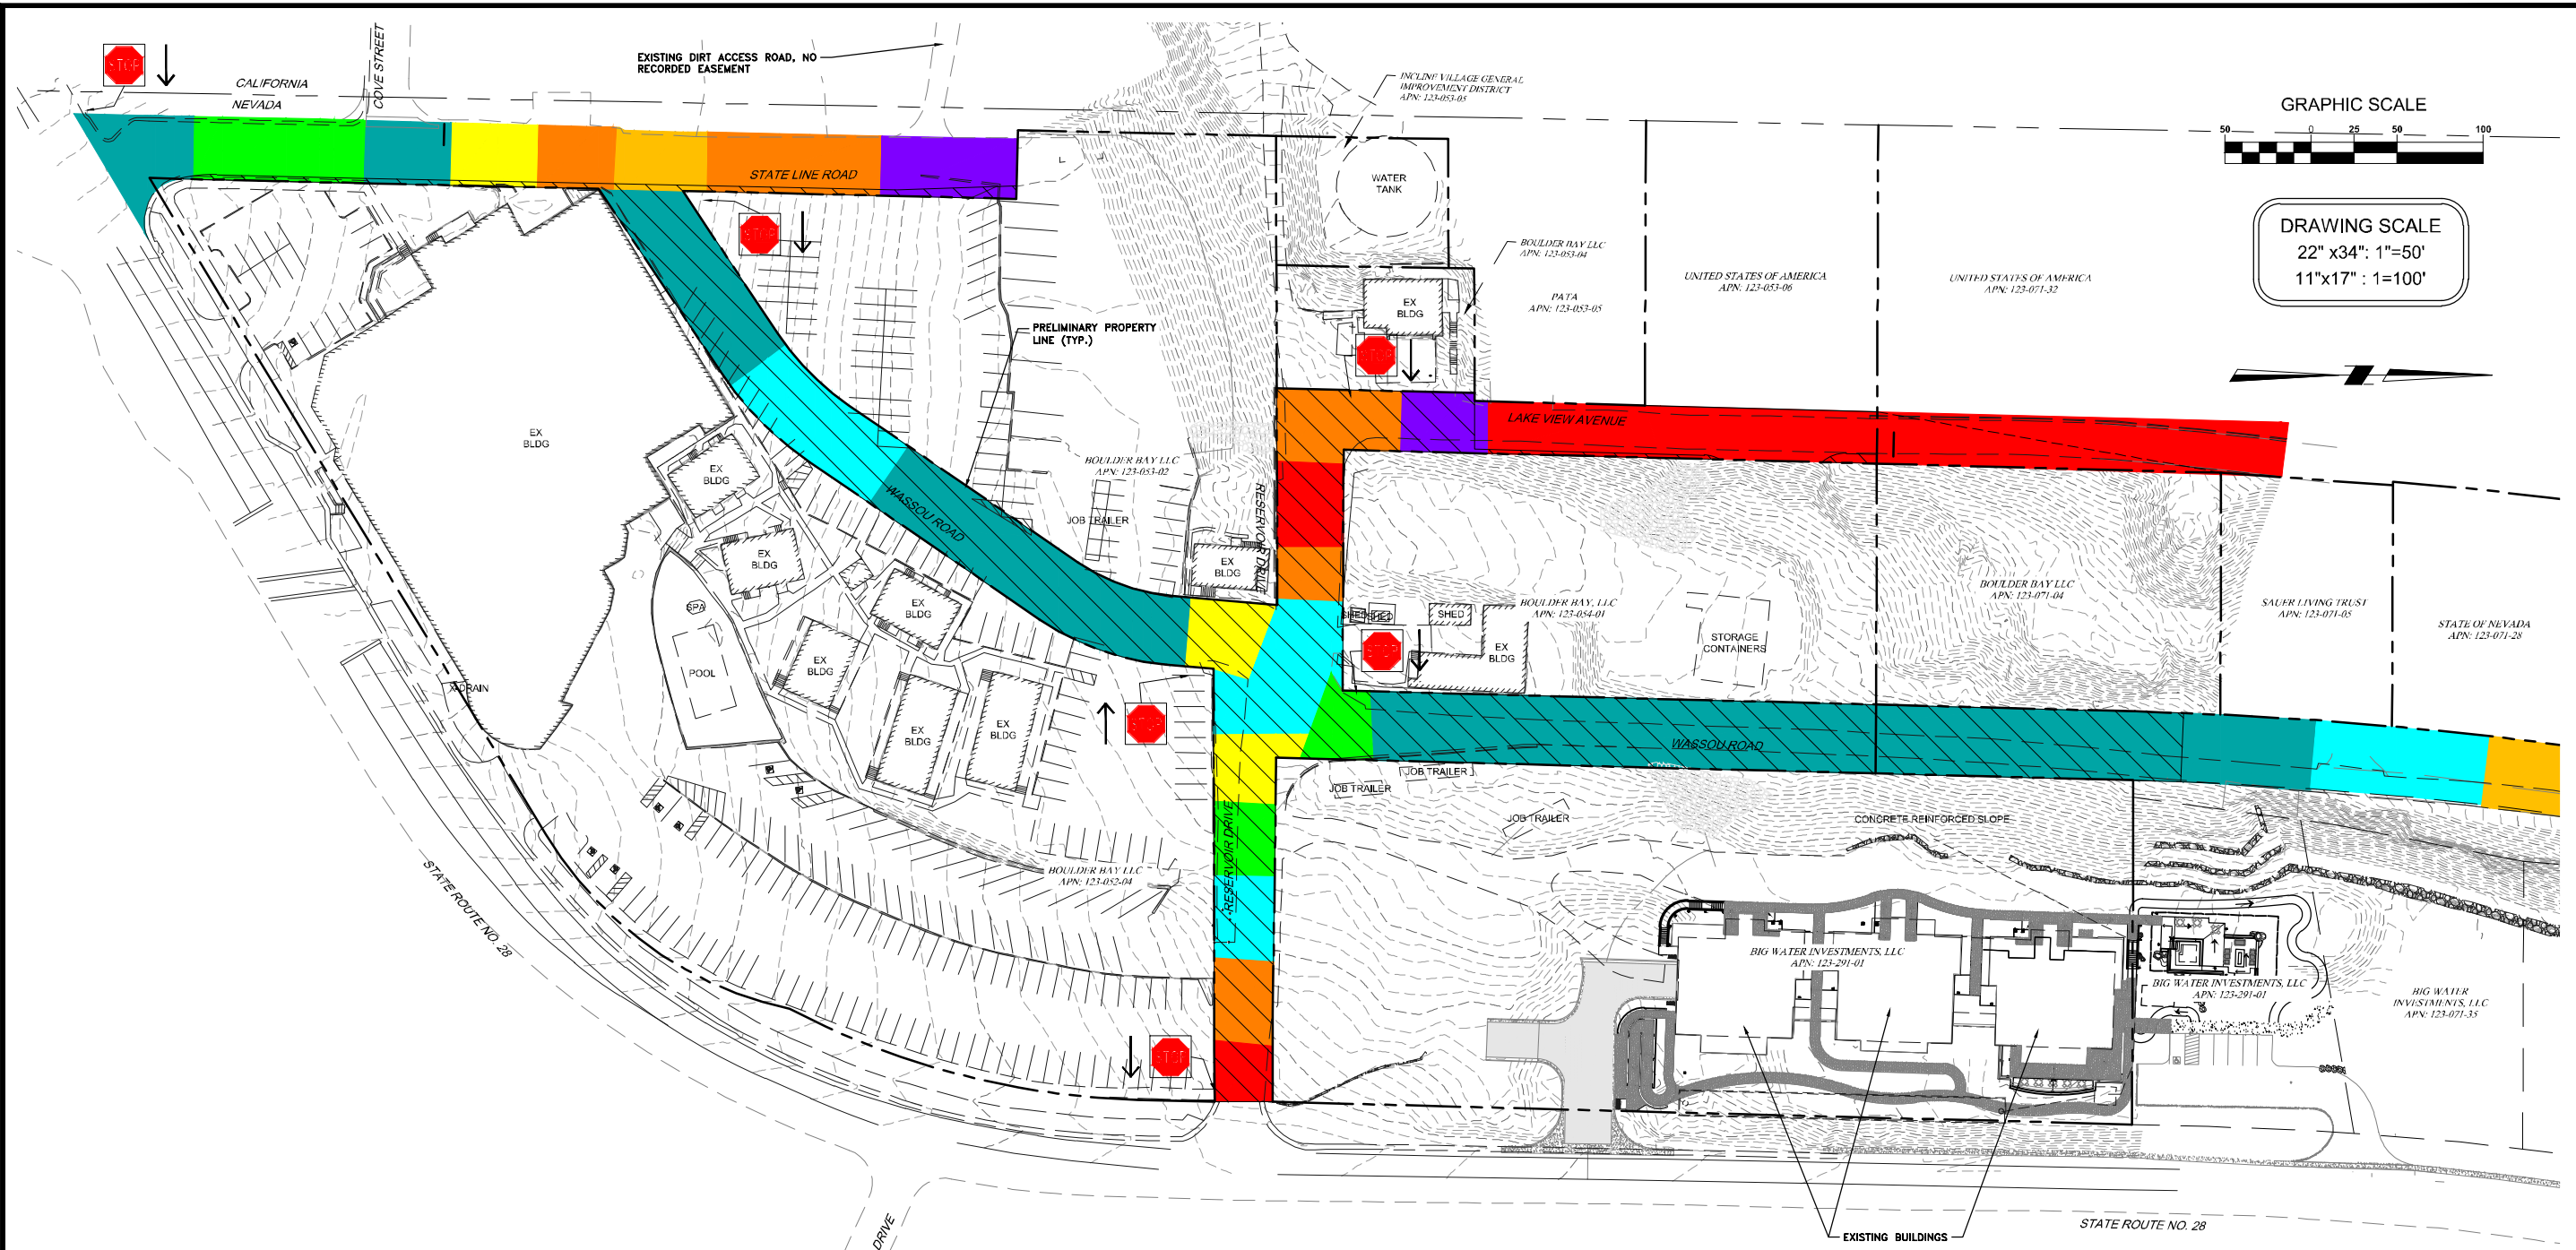 STOP
CALIFORNIA
NEVADA
COVE STREET
EXISTING DIRT ACCESS ROAD, NO
RECORDED EASEMENT
INCLINE VILLAGE GENERAL
IMPROVEMENT DISTRICT
APN: 123-053-05
GRAPHIC SCALE
50 0 25 50 100
DRAWING SCALE
22" x34": 1"=50'
11"x17" : 1=100'
STATE LINE ROAD
STOP
WATER
TANK
BOULDER BAY LLC
APN: 123-053-04
PATA
APN: 123-053-05
UNITED STATES OF AMERICA
APN: 123-053-06
UNITED STATES OF AMERICA
APN: 123-071-32
EX
BLDG
STOP
PRELIMINARY PROPERTY
LINE (TYP.)
LAKE VIEW AVENUE
EX
BLDG
BOULDER BAY LLC
APN: 123-053-02
EX
BLDG
WASSOU ROAD
JOB TRAILER
RESERVOIR DRIVE
EX
BLDG
EX
BLDG
SPA
EX
BLDG
EX
BLDG
POOL
EX
BLDG
EX
BLDG
X-DRAIN
SHED
SHED
SHED
BOULDER BAY, LLC
APN: 123-054-01
STOP
EX
BLDG
STORAGE
CONTAINERS
BOULDER BAY LLC
APN: 123-071-04
SAUER LIVING TRUST
APN: 123-071-05
STATE OF NEVADA
APN: 123-071-28
STOP
WASSOU ROAD
JOB TRAILER
JOB TRAILER
JOB TRAILER
CONCRETE REINFORCED SLOPE
RESERVOIR DRIVE
BOULDER BAY LLC
APN: 123-052-04
STATE ROUTE NO. 28
BIG WATER INVESTMENTS, LLC
APN: 123-291-01
BIG WATER INVESTMENTS, LLC
APN: 123-291-01
BIG WATER
INVESTMENTS, LLC
APN: 123-071-35
STOP
DRIVE
STATE ROUTE NO. 28
EXISTING BUILDINGS